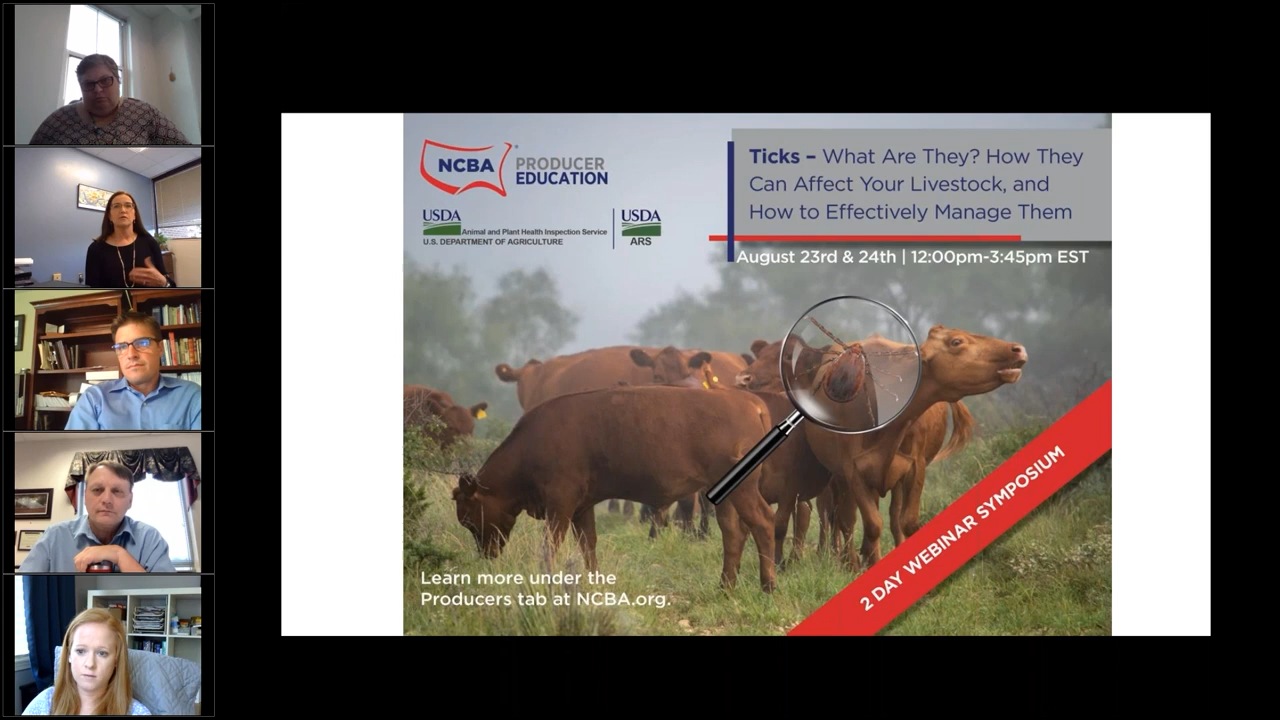 NCBA
PRODUCER
EDUCATION
USDA
Animal and Plant Health Inspection Service
U.S. DEPARTMENT OF AGRICULTURE
USDA
ARS
Ticks – What Are They? How They
Can Affect Your Livestock, and
How to Effectively Manage Them
August 23rd & 24th | 12:00pm-3:45pm EST
Learn more under the
Producers tab at NCBA.org.
2 DAY WEBINAR SYMPOSIUM